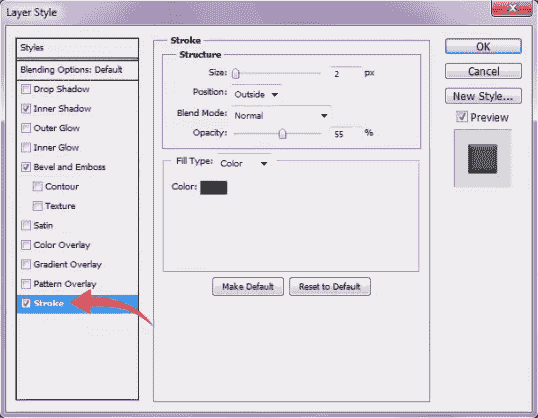 Layer Style
Styles
Blending Options: Default
Drop Shadow
Inner Shadow
Outer Glow
Inner Glow
Bevel and Emboss
Contour
Texture
Satin
Color Overlay
Gradient Overlay
Pattern Overlay
Stroke
Stroke
Structure
Size: 2 px
Position: Outside
Blend Mode: Normal
Opacity: 55 %
Fill Type: Color
Color:
Make Default Reset to Default
OK
Cancel
New Style...
Preview